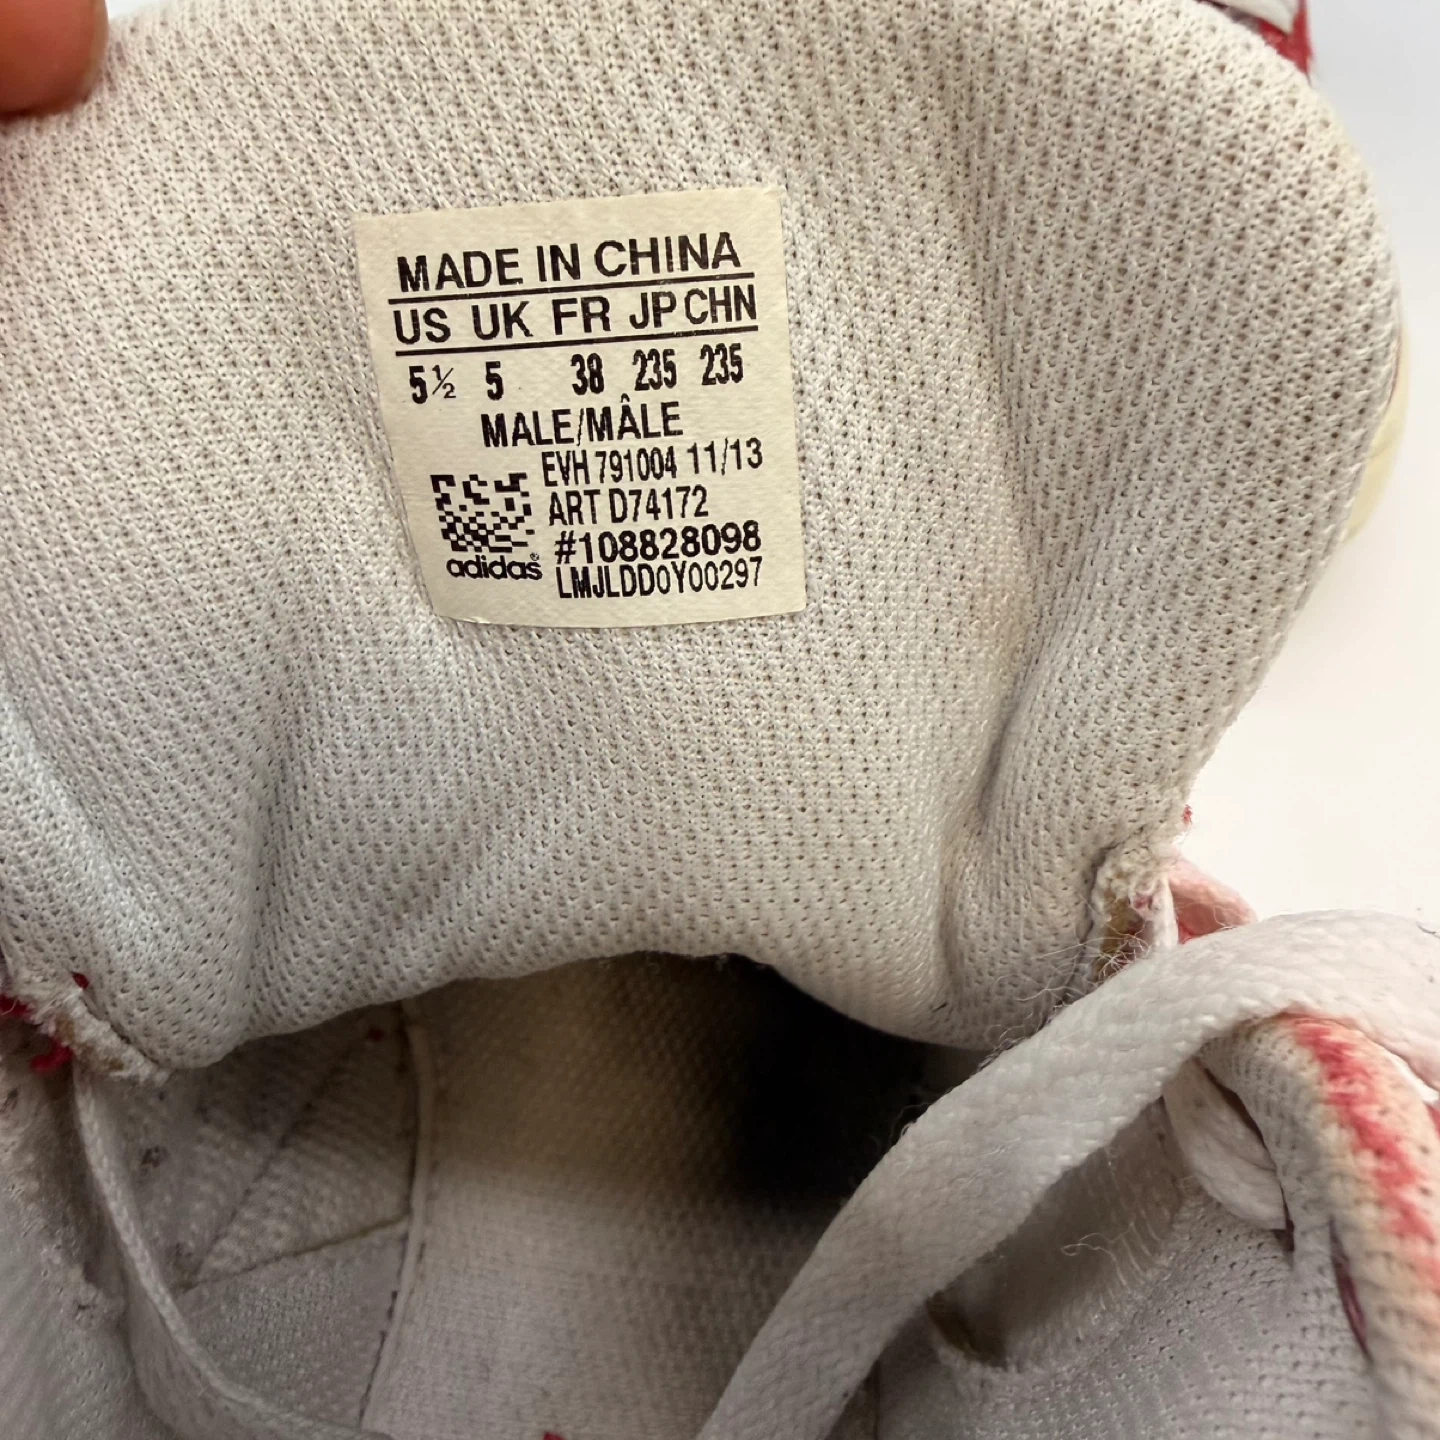 MADE IN CHINA
US UK FR JP CHN
5½ 5 38 235 235
MALE/MÂLE
EVH 791004 11/13
ART D74172
#108828098
adidas® LMJLDD0Y00297